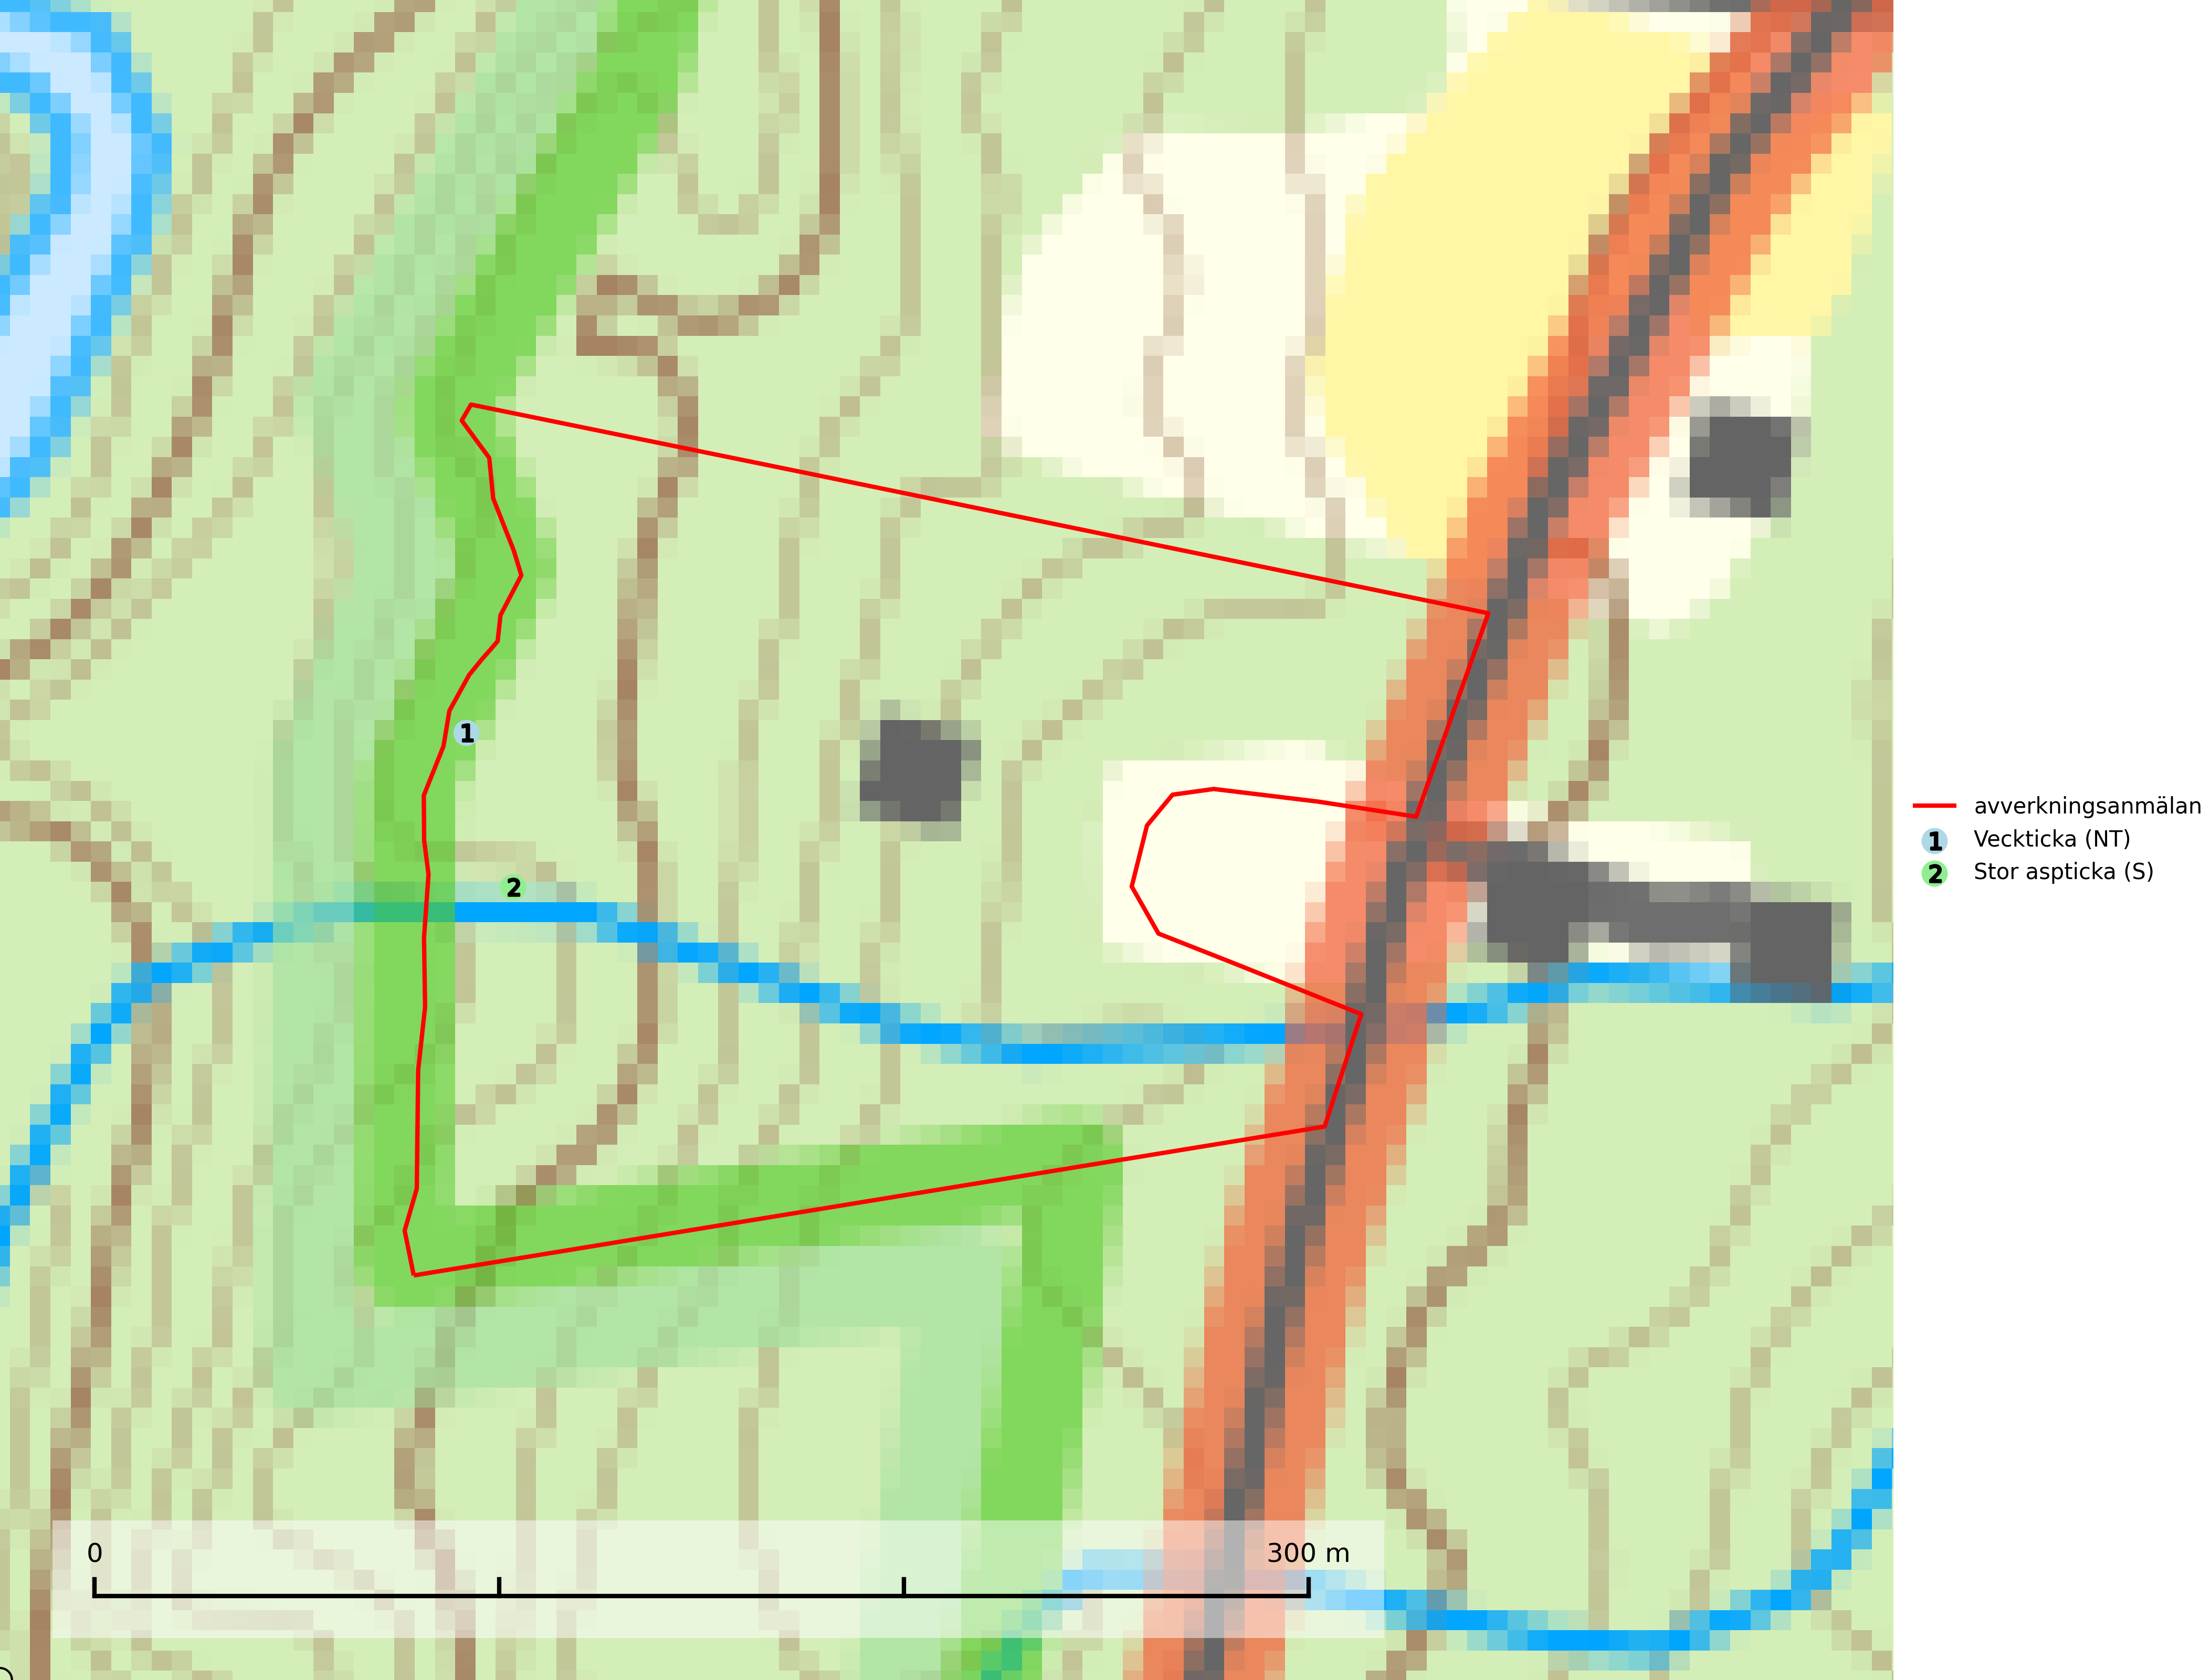 1
2
avverkningsanmälan
1 Veckticka (NT)
2 Stor aspticka (S)
0 300 m